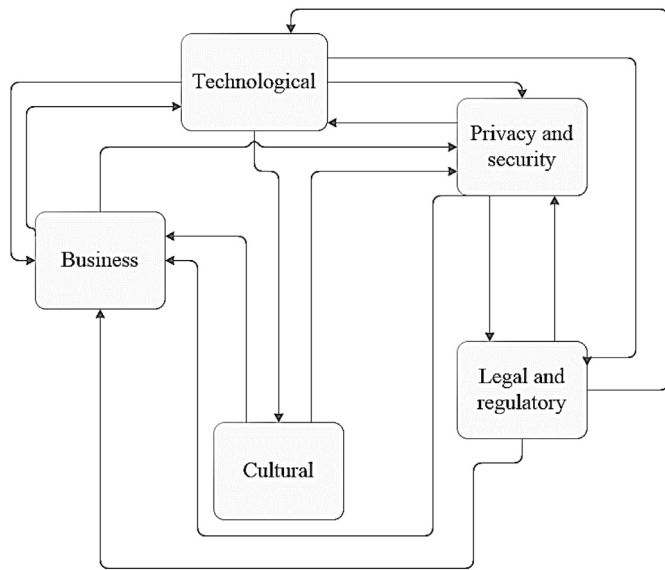 Technological
Privacy and
security
Business
Legal and
regulatory
Cultural